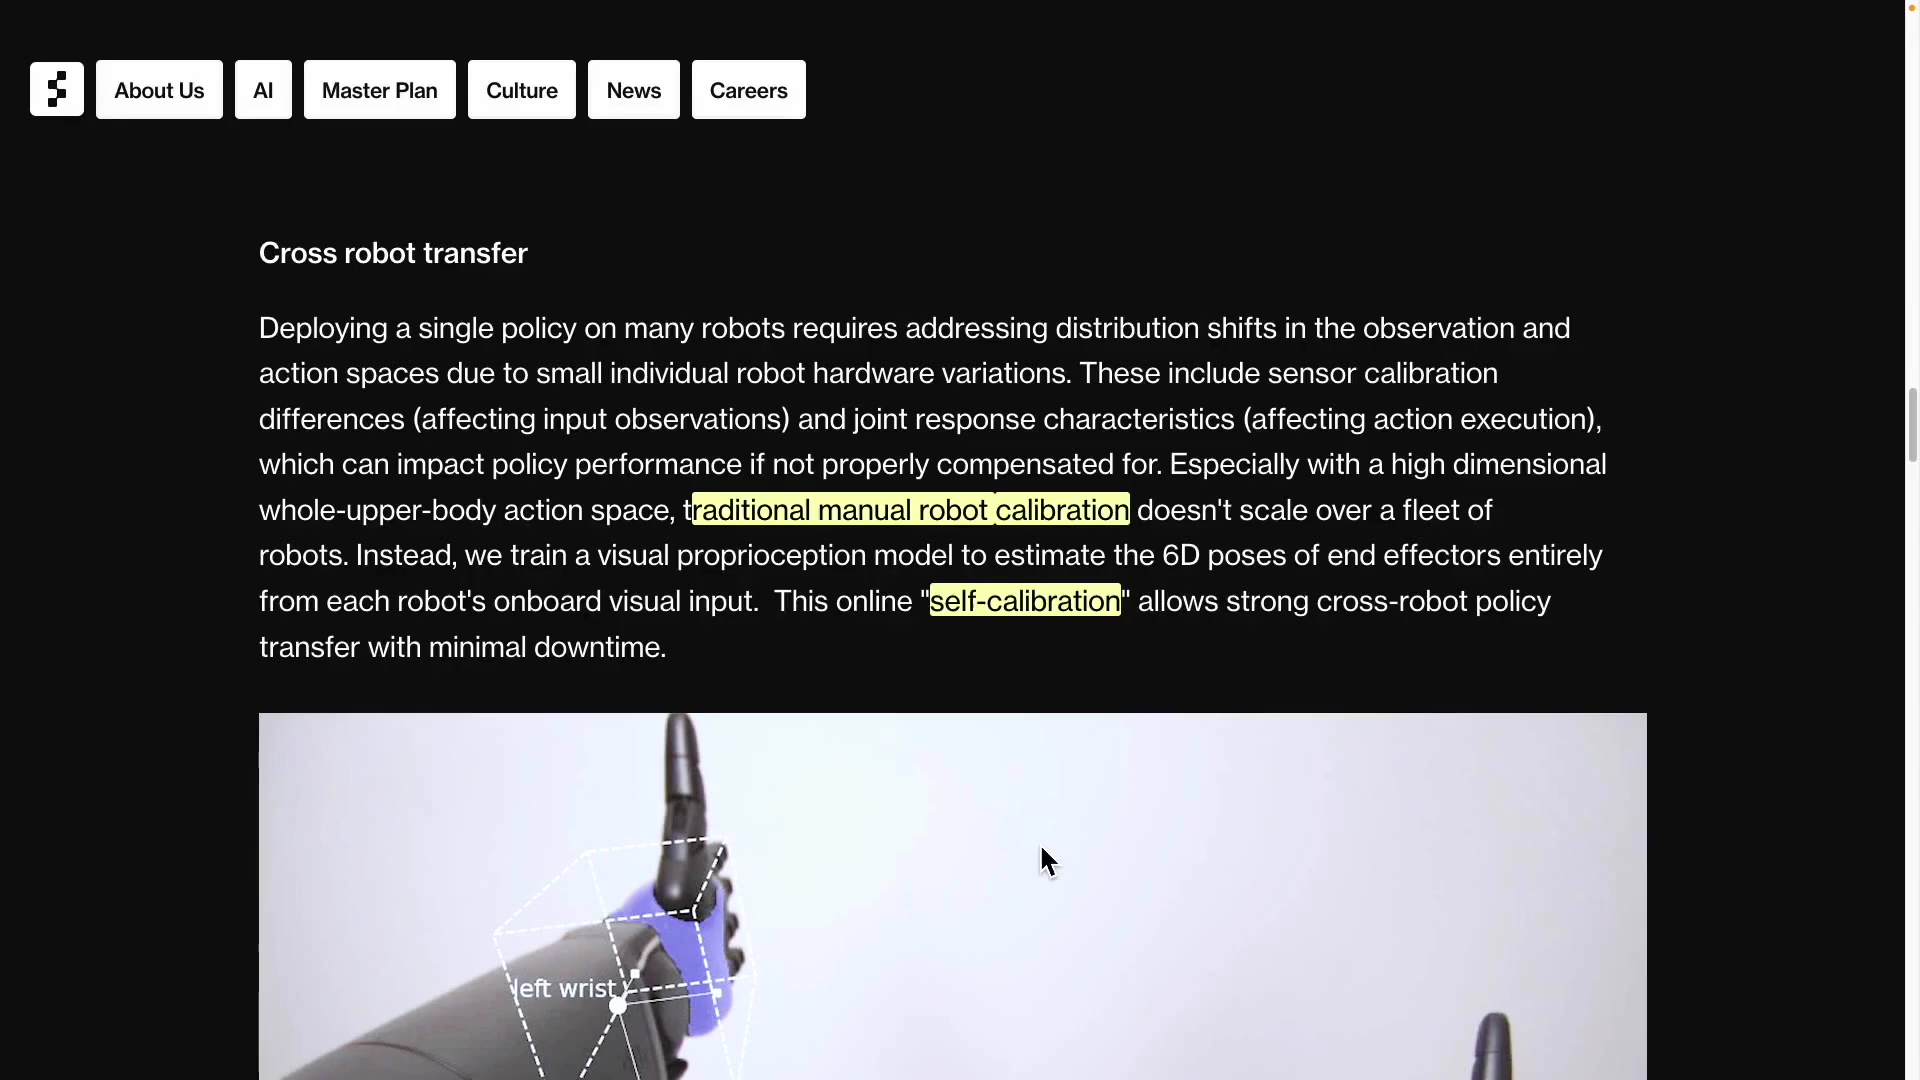 About Us
AI
Master Plan
Culture
News
Careers
Cross robot transfer
Deploying a single policy on many robots requires addressing distribution shifts in the observation and
action spaces due to small individual robot hardware variations. These include sensor calibration
differences (affecting input observations) and joint response characteristics (affecting action execution),
which can impact policy performance if not properly compensated for. Especially with a high dimensional
whole-upper-body action space, traditional manual robot calibration doesn't scale over a fleet of
robots. Instead, we train a visual proprioception model to estimate the 6D poses of end effectors entirely
from each robot's onboard visual input.  This online "self-calibration" allows strong cross-robot policy
transfer with minimal downtime.
left wrist